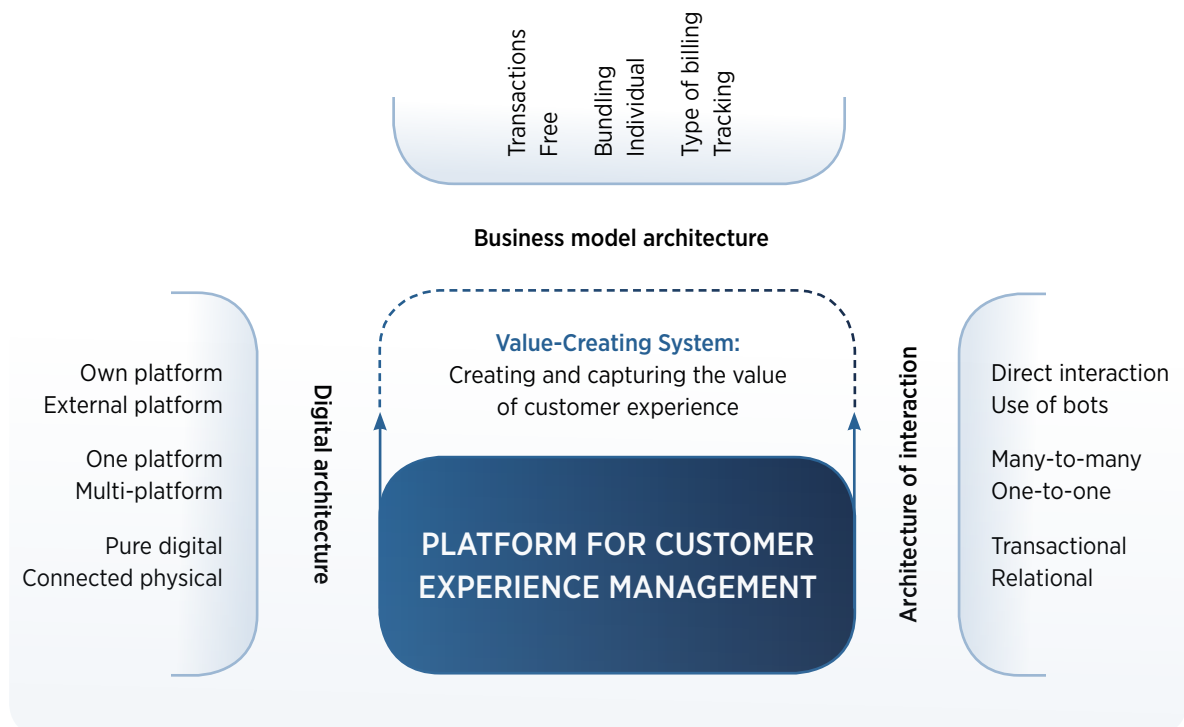 Transactions
Free
Bundling
Individual
Type of billing
Tracking
Business model architecture
Own platform
External platform
One platform
Multi-platform
Pure digital
Connected physical
Digital architecture
Value-Creating System:
Creating and capturing the value
of customer experience
PLATFORM FOR CUSTOMER
EXPERIENCE MANAGEMENT
Architecture of interaction
Direct interaction
Use of bots
Many-to-many
One-to-one
Transactional
Relational